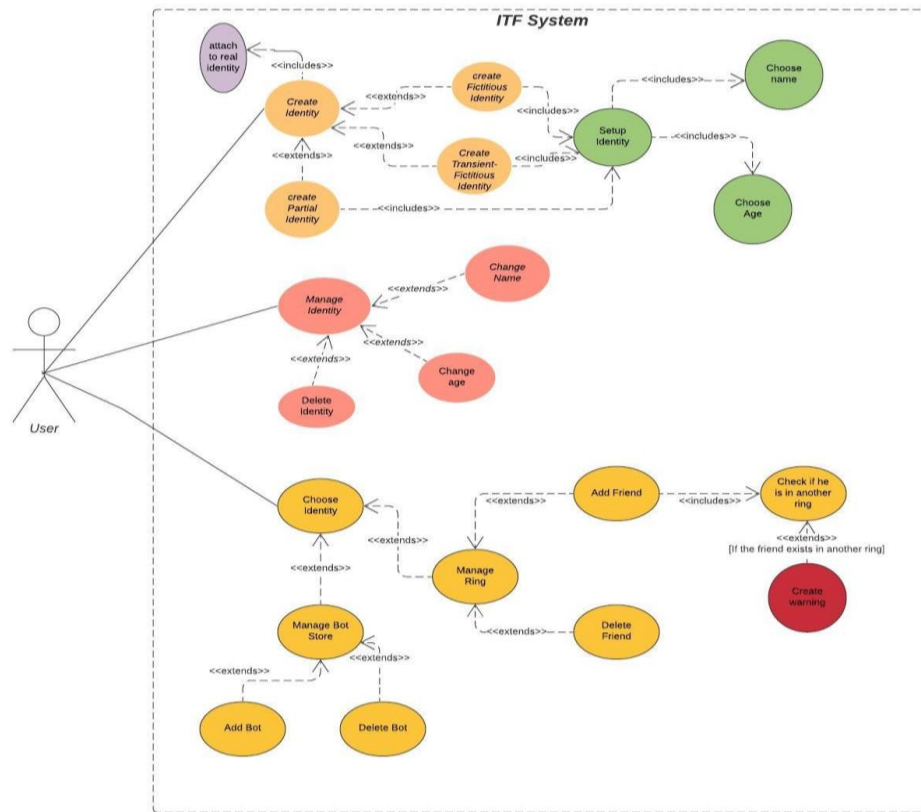 ITF System
attach
to real
identity
<<includes>>
Create
Identity
<<extends>>
create
Fictitious
Identity
<<includes>>
<<includes>>
Choose
name
Setup
Identity
<<includes>>
<<extends>>
<<extends>>
Create
Transient-
Fictitious
Identity
<<includes>>
create
Partial
Identity
<<includes>>
Choose
Age
Change
Name
<<extends>>
Manage
Identity
<<extends>>
<<extends>>
Change
age
Delete
Identity
User
Choose
Identity
<<extends>>
Add Friend
<<includes>>
Check if he
is in another
ring
<<extends>>
<<extends>>
[If the friend exists in another ring]
<<extends>>
Manage
Ring
Create
warning
Manage Bot
Store
<<extends>>
Delete
Friend
<<extends>>
<<extends>>
Add Bot
Delete Bot